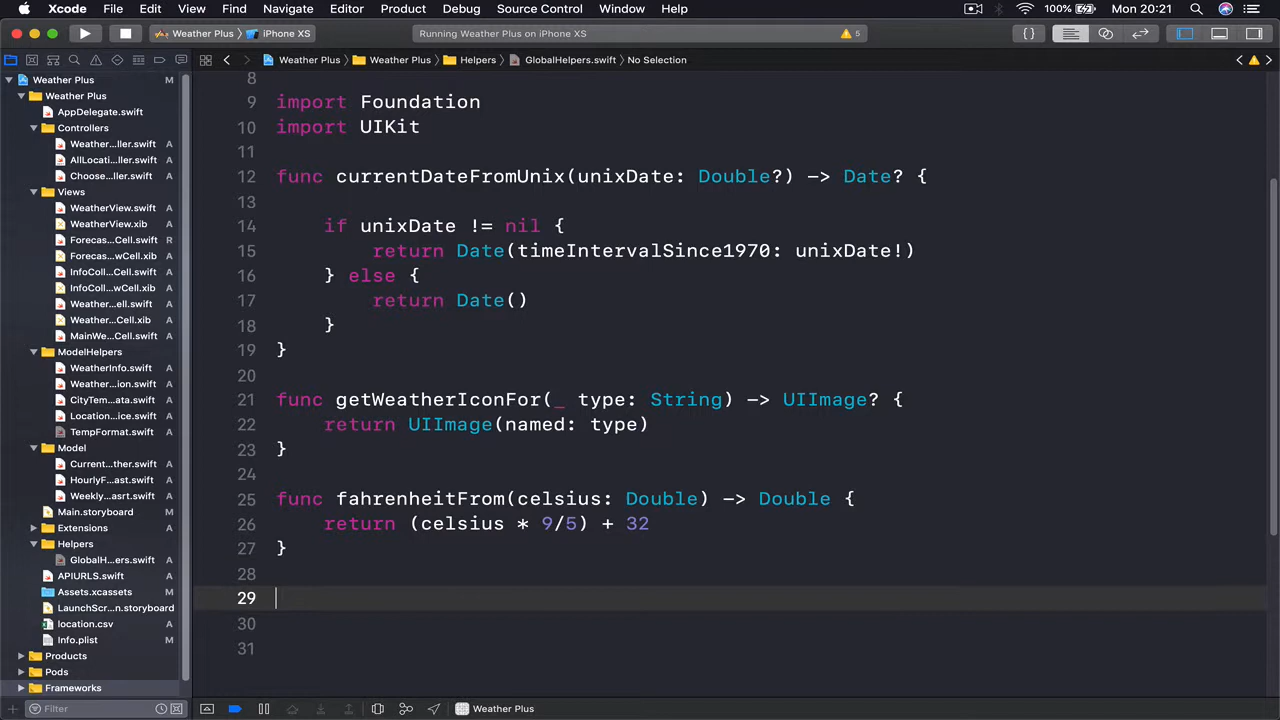 Xcode File Edit View Find Navigate Editor Product Debug Source Control Window Help 100% Mon 20:21
Weather Plus iPhone XS Running Weather Plus on iPhone XS 5
Weather Plus Weather Plus Helpers GlobalHelpers.swift No Selection
Weather Plus M
Weather Plus
AppDelegate.swift A
Controllers
Weather...ller.swift A
AllLocati...ller.swift A
Choose...ller.swift A
Views
WeatherView.swift A
WeatherView.xib A
Forecas...Cell.swift R
Forecas...wCell.xib A
InfoColl...Cell.swift A
InfoColl...wCell.xib A
Weather...ell.swift A
Weather...Cell.xib A
MainWe...Cell.swift A
ModelHelpers
WeatherInfo.swift A
Weather...ion.swift A
CityTem...ata.swift A
Location...ice.swift A
TempFormat.swift A
Model
Current...ther.swift A
HourlyF...ast.swift A
Weekly...asrt.swift A
Main.storyboard M
Extensions A
Helpers
GlobalH...ers.swift A
APIURLS.swift A
Assets.xcassets M
LaunchScr...n.storyboard
location.csv A
Info.plist M
Products
Pods
Frameworks
Filter
8
9 import Foundation
10 import UIKit
11
12 func currentDateFromUnix(unixDate: Double?) -> Date? {
13
14 if unixDate != nil {
15 return Date(timeIntervalSince1970: unixDate!)
16 } else {
17 return Date()
18 }
19 }
20
21 func getWeatherIconFor(_ type: String) -> UIImage? {
22 return UIImage(named: type)
23 }
24
25 func fahrenheitFrom(celsius: Double) -> Double {
26 return (celsius * 9/5) + 32
27 }
28
29
30
31
Weather Plus